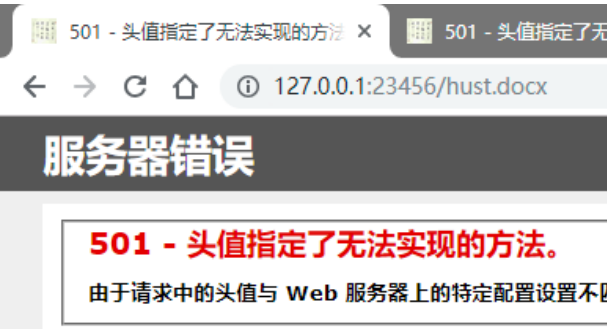 501 - 头值指定了无法实现的方法
501 - 头值指定了无
127.0.0.1:23456/hust.docx
服务器错误
501 - 头值指定了无法实现的方法。
由于请求中的头值与 Web 服务器上的特定配置设置不